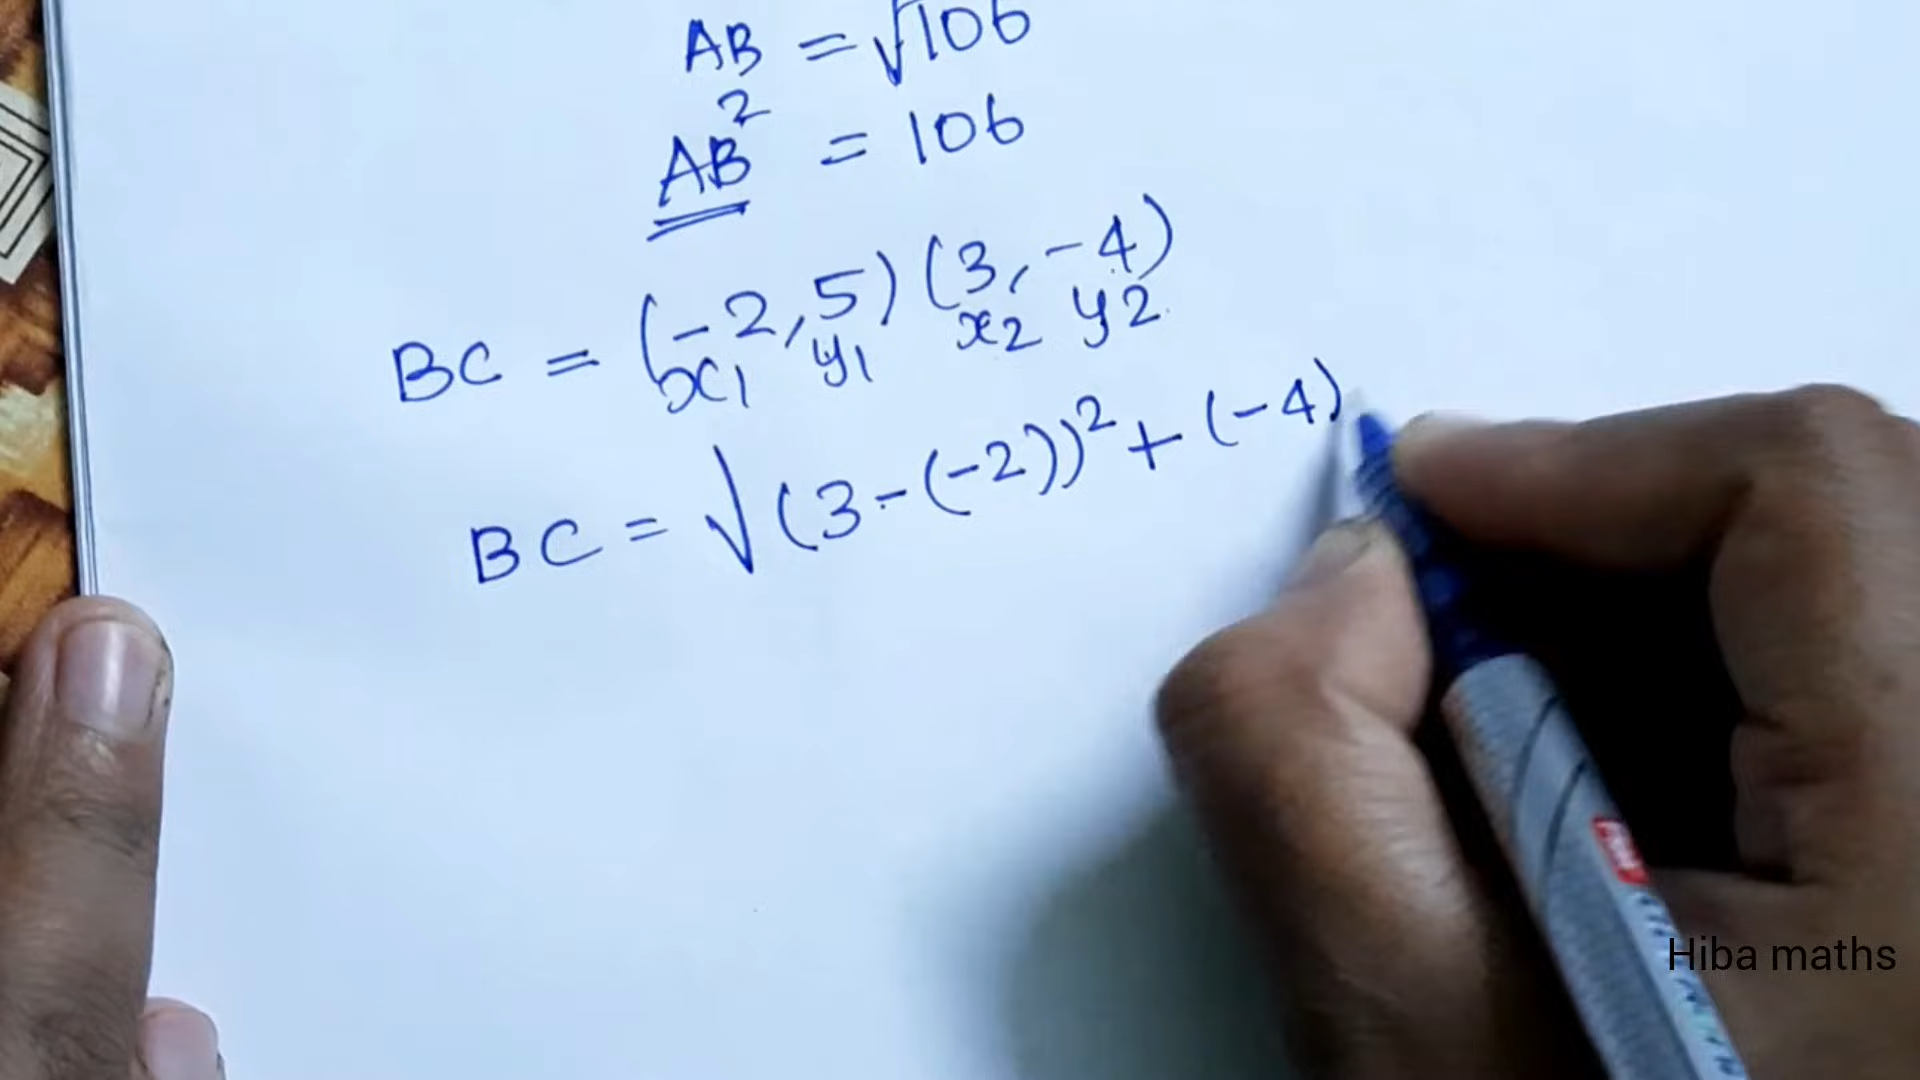 AB = √106
AB² = 106
BC = (-2, 5) (3, -4)
x₁ y₁ x₂ y₂
BC = √(3-(-2))² + (-4)
Hiba maths